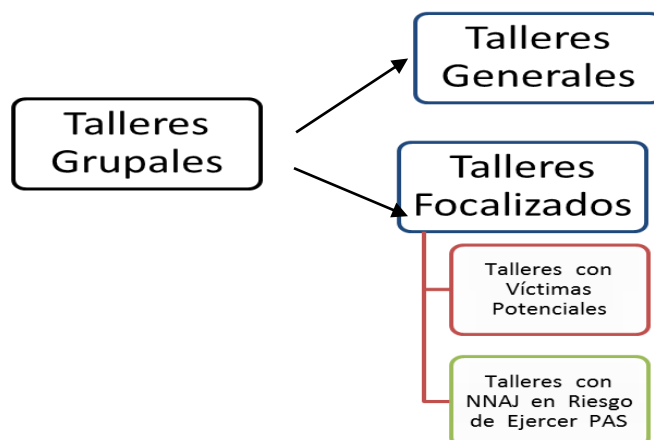 Talleres
Generales
Talleres
Grupales
Talleres
Focalizados
Talleres con
Víctimas
Potenciales
Talleres con
NNAJ en Riesgo
de Ejercer PAS